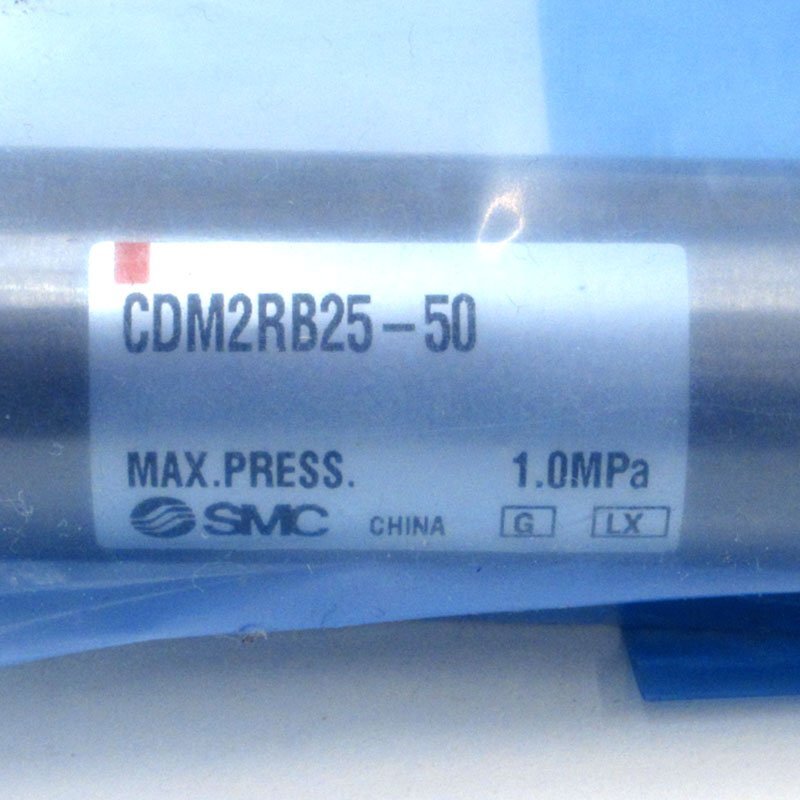 CDM2RB25-50
MAX.PRESS. 1.0MPa
SMC CHINA G LX